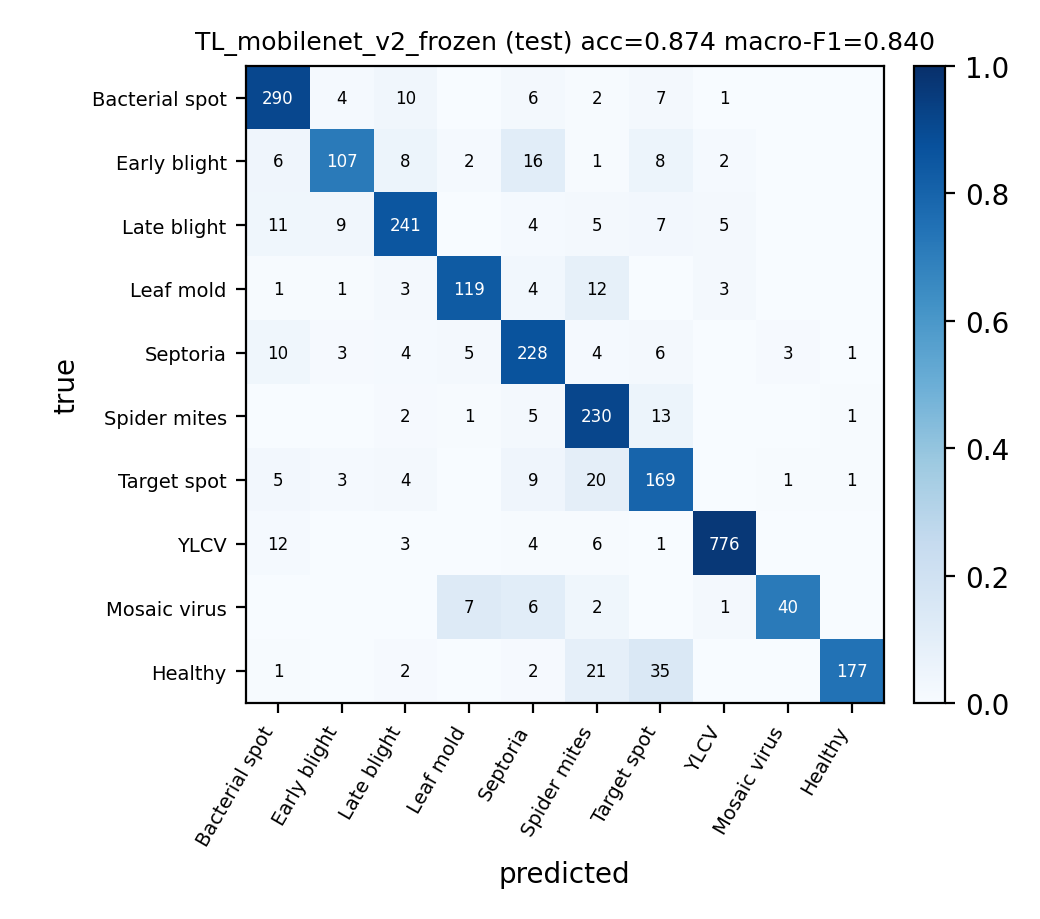 TL_mobilenet_v2_frozen (test) acc=0.874 macro-F1=0.840
Bacterial spot 290 4 10 6 2 7 1
Early blight 6 107 8 2 16 1 8 2
Late blight 11 9 241 4 5 7 5
Leaf mold 1 1 3 119 4 12 3
Septoria 10 3 4 5 228 4 6 3 1
Spider mites 2 1 5 230 13 1
Target spot 5 3 4 9 20 169 1 1
YLCV 12 3 4 6 1 776
Mosaic virus 7 6 2 1 40
Healthy 1 2 2 21 35 177
true
Bacterial spot
Early blight
Late blight
Leaf mold
Septoria
Spider mites
Target spot
YLCV
Mosaic virus
Healthy
predicted
1.0
0.8
0.6
0.4
0.2
0.0